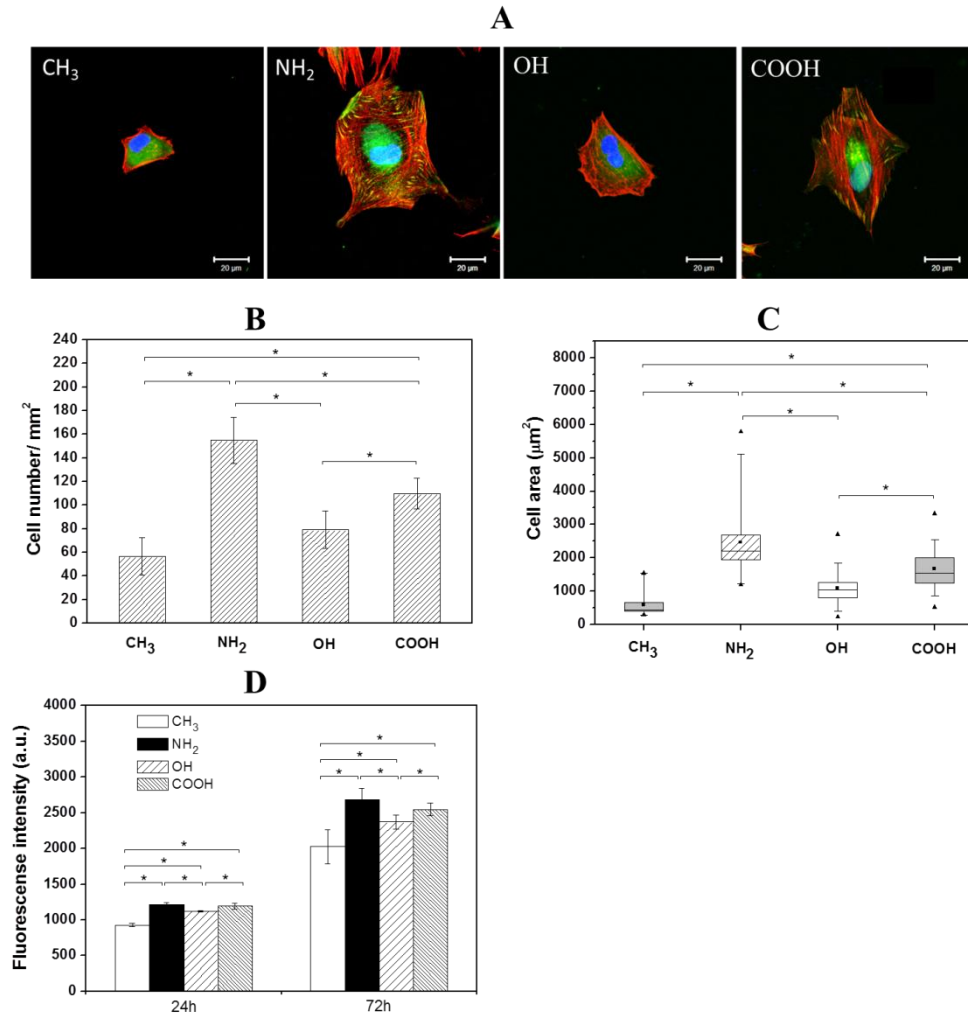 A
CH3 NH2 OH COOH
20 µm 20 µm 20 µm 20 µm
B
Cell number/ mm2
240
220
200
180
160
140
120
100
80
60
40
20
0
* * * * *
CH3 NH2 OH COOH
C
Cell area (µm2)
8000
7000
6000
5000
4000
3000
2000
1000
0
* * * * *
CH3 NH2 OH COOH
D
Fluorescense intensity (a.u.)
4000
3500
3000
2500
2000
1500
1000
500
0
CH3
NH2
OH
COOH
* * * * *
* * * * *
24h 72h